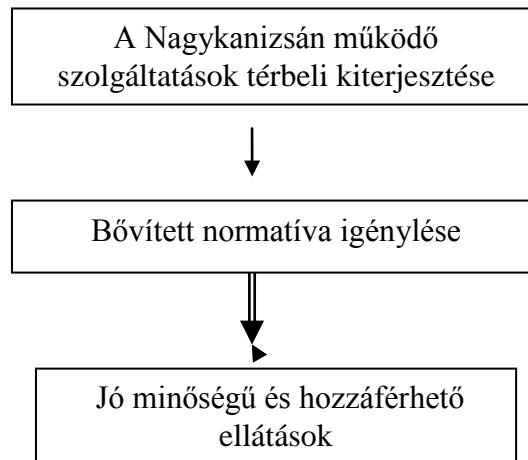 A Nagykanizsán működő
szolgáltatások térbeli kiterjesztése
Bővített normatíva igénylése
Jó minőségű és hozzáférhető
ellátások